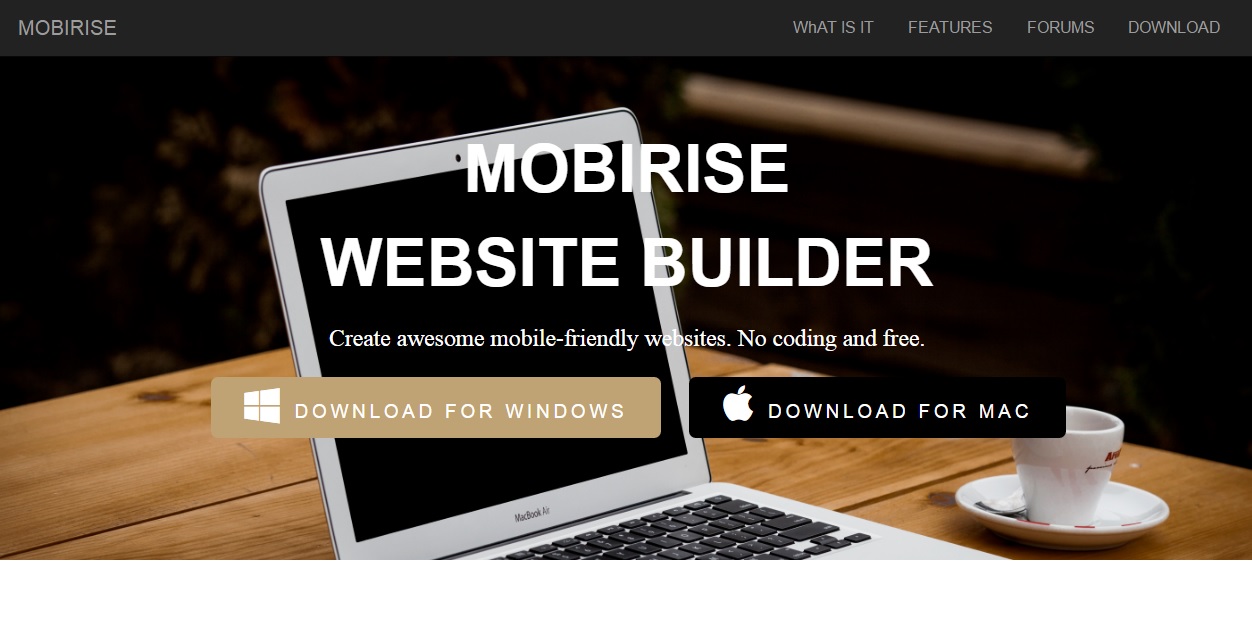 MOBIRISE
WhAT IS IT FEATURES FORUMS DOWNLOAD
MOBIRISE
WEBSITE BUILDER
Create awesome mobile-friendly websites. No coding and free.
DOWNLOAD FOR WINDOWS
DOWNLOAD FOR MAC
MacBook Air